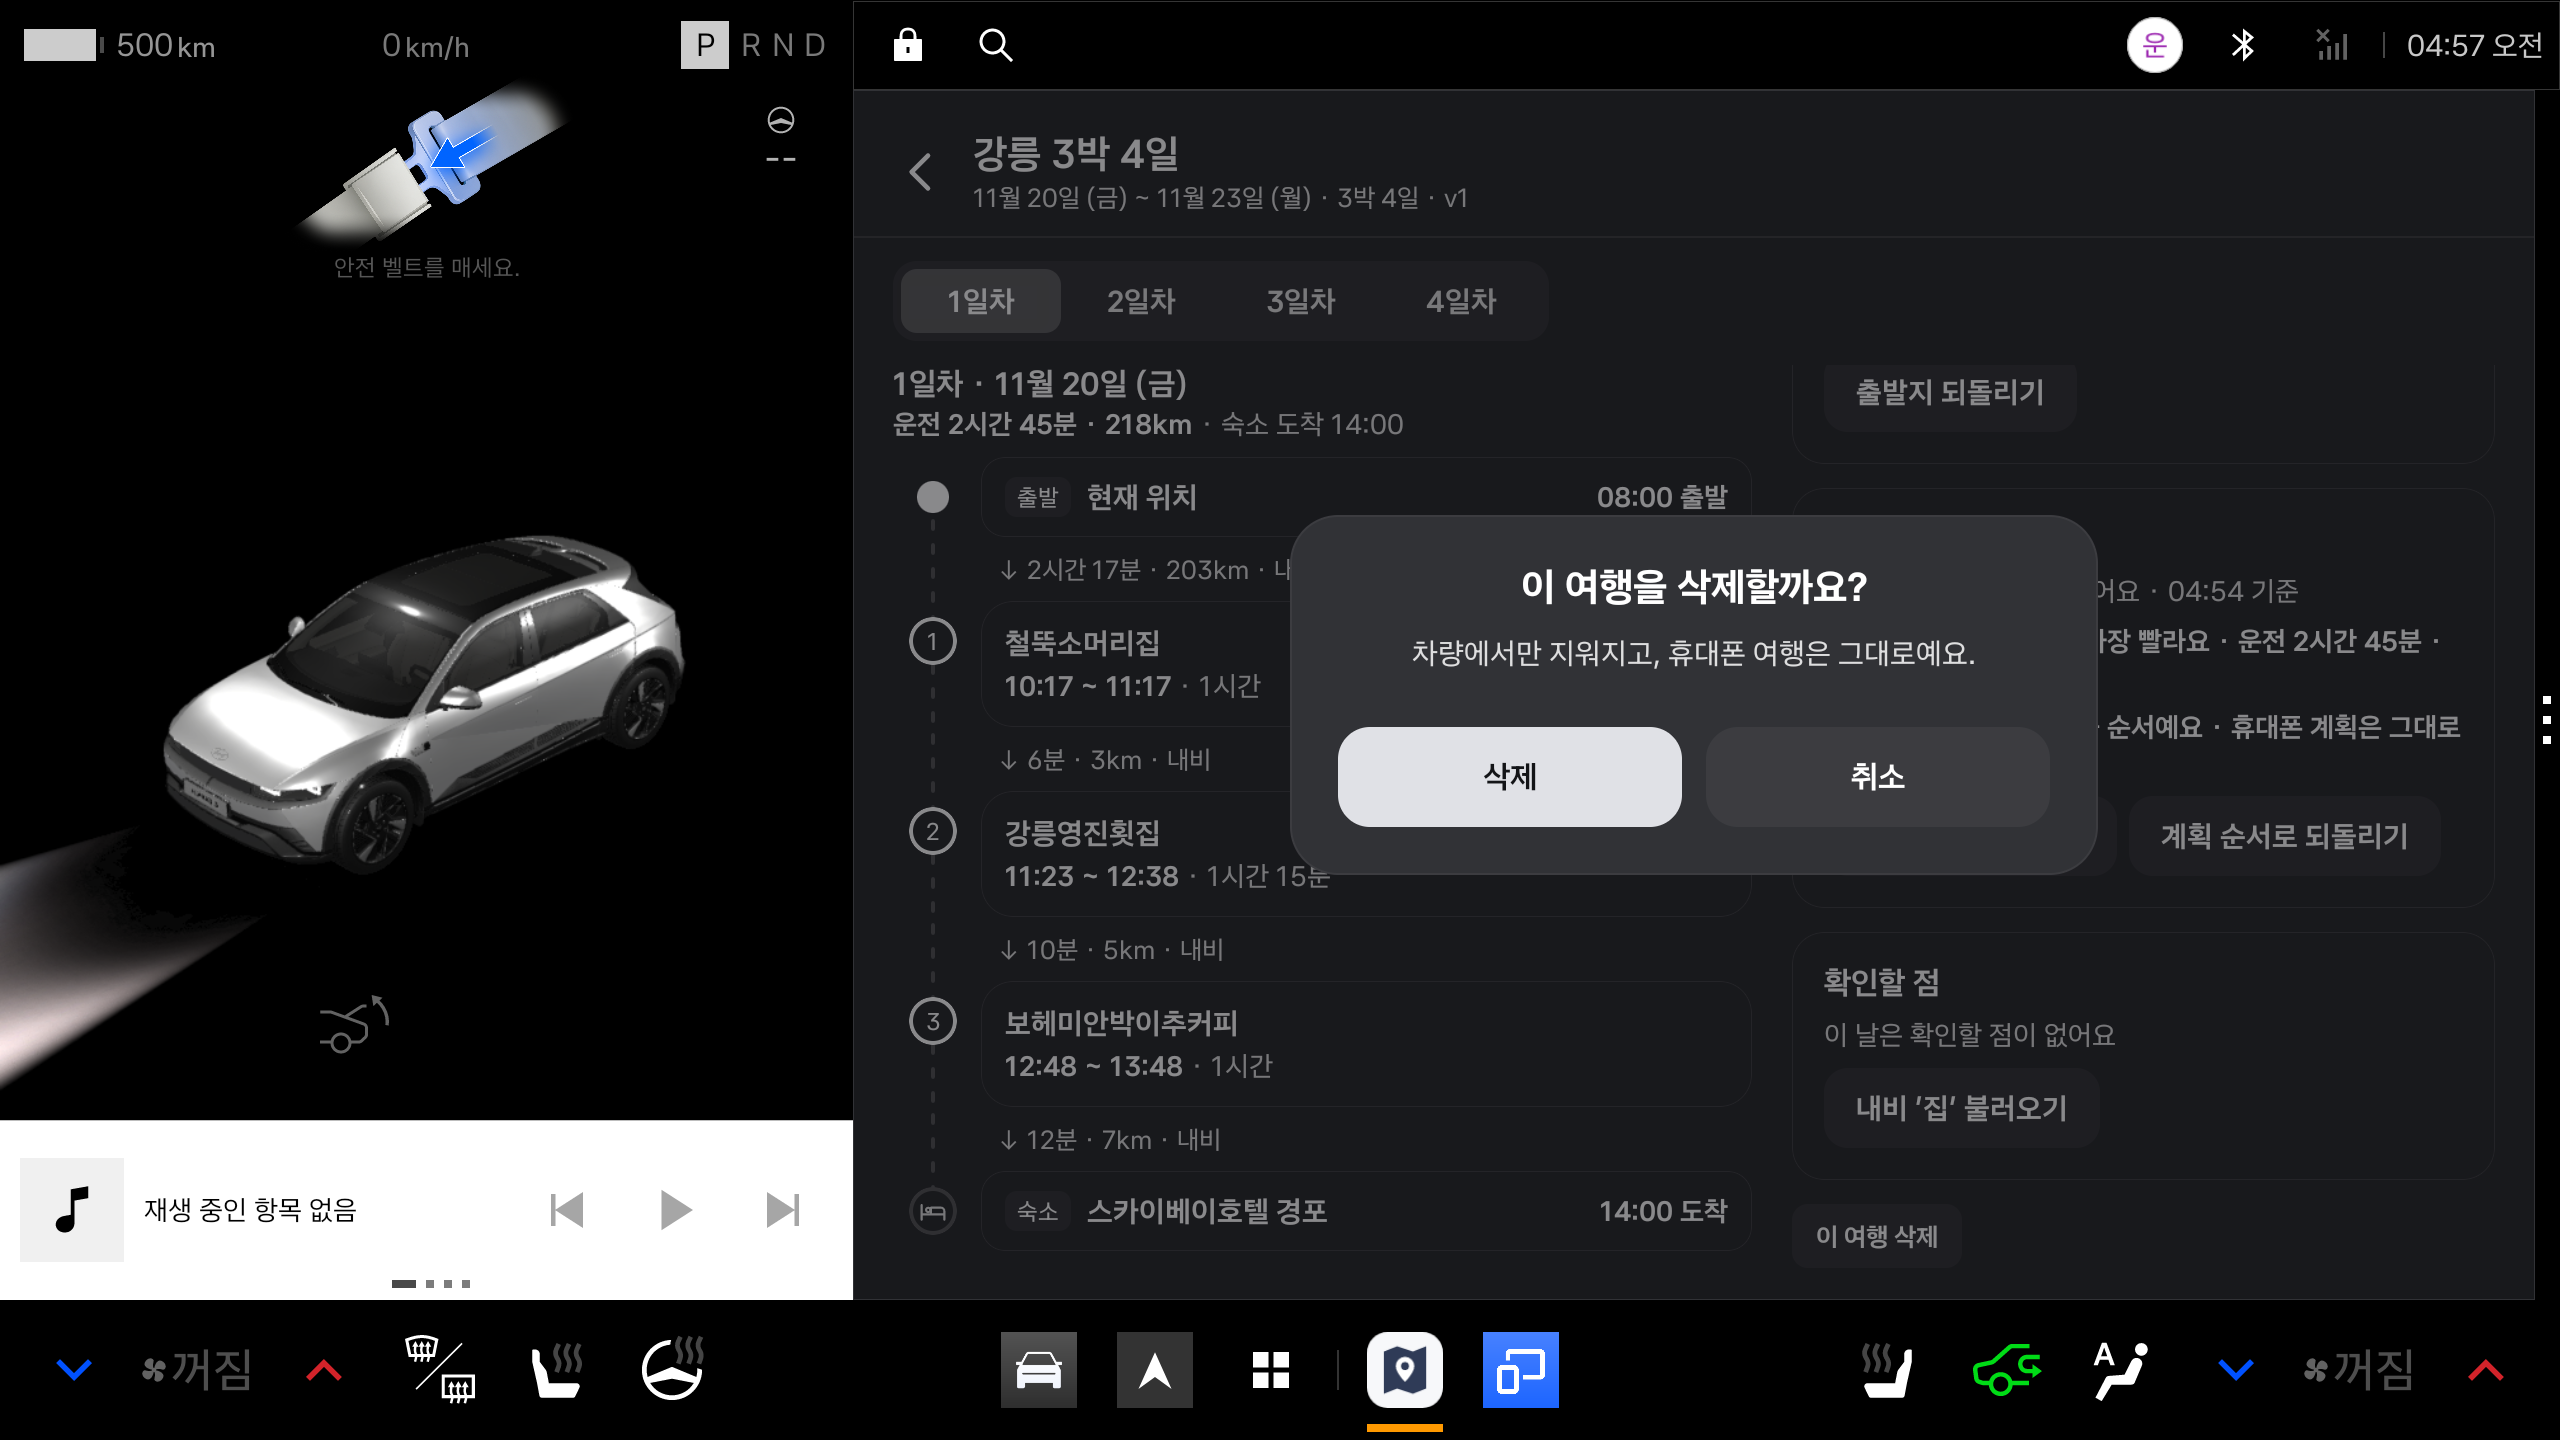 500 km
0 km/h
P R N D
운
04:57 오전
안전 벨트를 매세요.
강릉 3박 4일
11월 20일 (금) ~ 11월 23일 (월) · 3박 4일 · v1
1일차
2일차
3일차
4일차
1일차 · 11월 20일 (금)
운전 2시간 45분 · 218km · 숙소 도착 14:00
출발 현재 위치 08:00 출발
↓ 2시간 17분 · 203km ·
1 철뚝소머리집
10:17 ~ 11:17 · 1시간
↓ 6분 · 3km · 내비
2 강릉영진횟집
11:23 ~ 12:38 · 1시간 15분
↓ 10분 · 5km · 내비
3 보헤미안박이추커피
12:48 ~ 13:48 · 1시간
↓ 12분 · 7km · 내비
숙소 스카이베이호텔 경포 14:00 도착
출발지 되돌리기
· 04:54 기준
빨라요 · 운전 2시간 45분 ·
순서예요 · 휴대폰 계획은 그대로
계획 순서로 되돌리기
확인할 점
이 날은 확인할 점이 없어요
내비 '집' 불러오기
이 여행 삭제
이 여행을 삭제할까요?
차량에서만 지워지고, 휴대폰 여행은 그대로예요.
삭제
취소
재생 중인 항목 없음
꺼짐
A
꺼짐